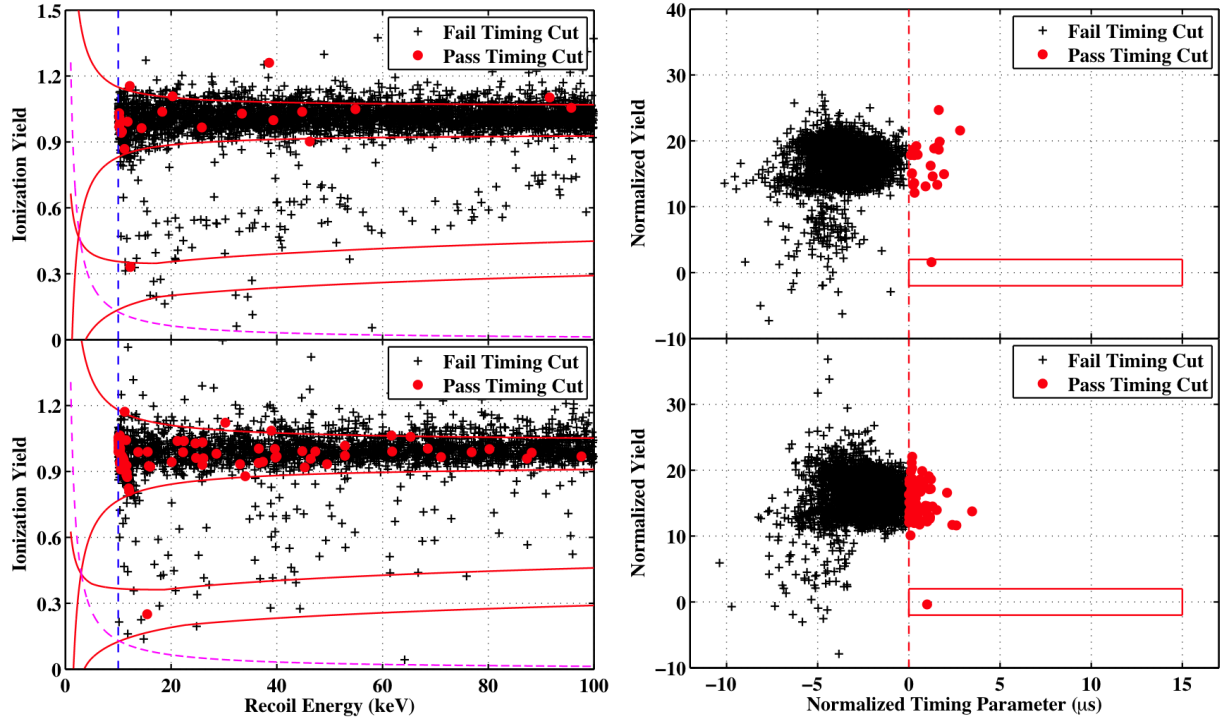 1.5
1.2
0.9
0.6
0.3
0
Ionization Yield
+ Fail Timing Cut
● Pass Timing Cut
40
30
20
10
0
−10
Normalized Yield
+ Fail Timing Cut
● Pass Timing Cut
1.2
0.9
0.6
0.3
0
Ionization Yield
+ Fail Timing Cut
● Pass Timing Cut
0 20 40 60 80 100
Recoil Energy (keV)
30
20
10
0
−10
Normalized Yield
+ Fail Timing Cut
● Pass Timing Cut
−10 −5 0 5 10 15
Normalized Timing Parameter (μs)